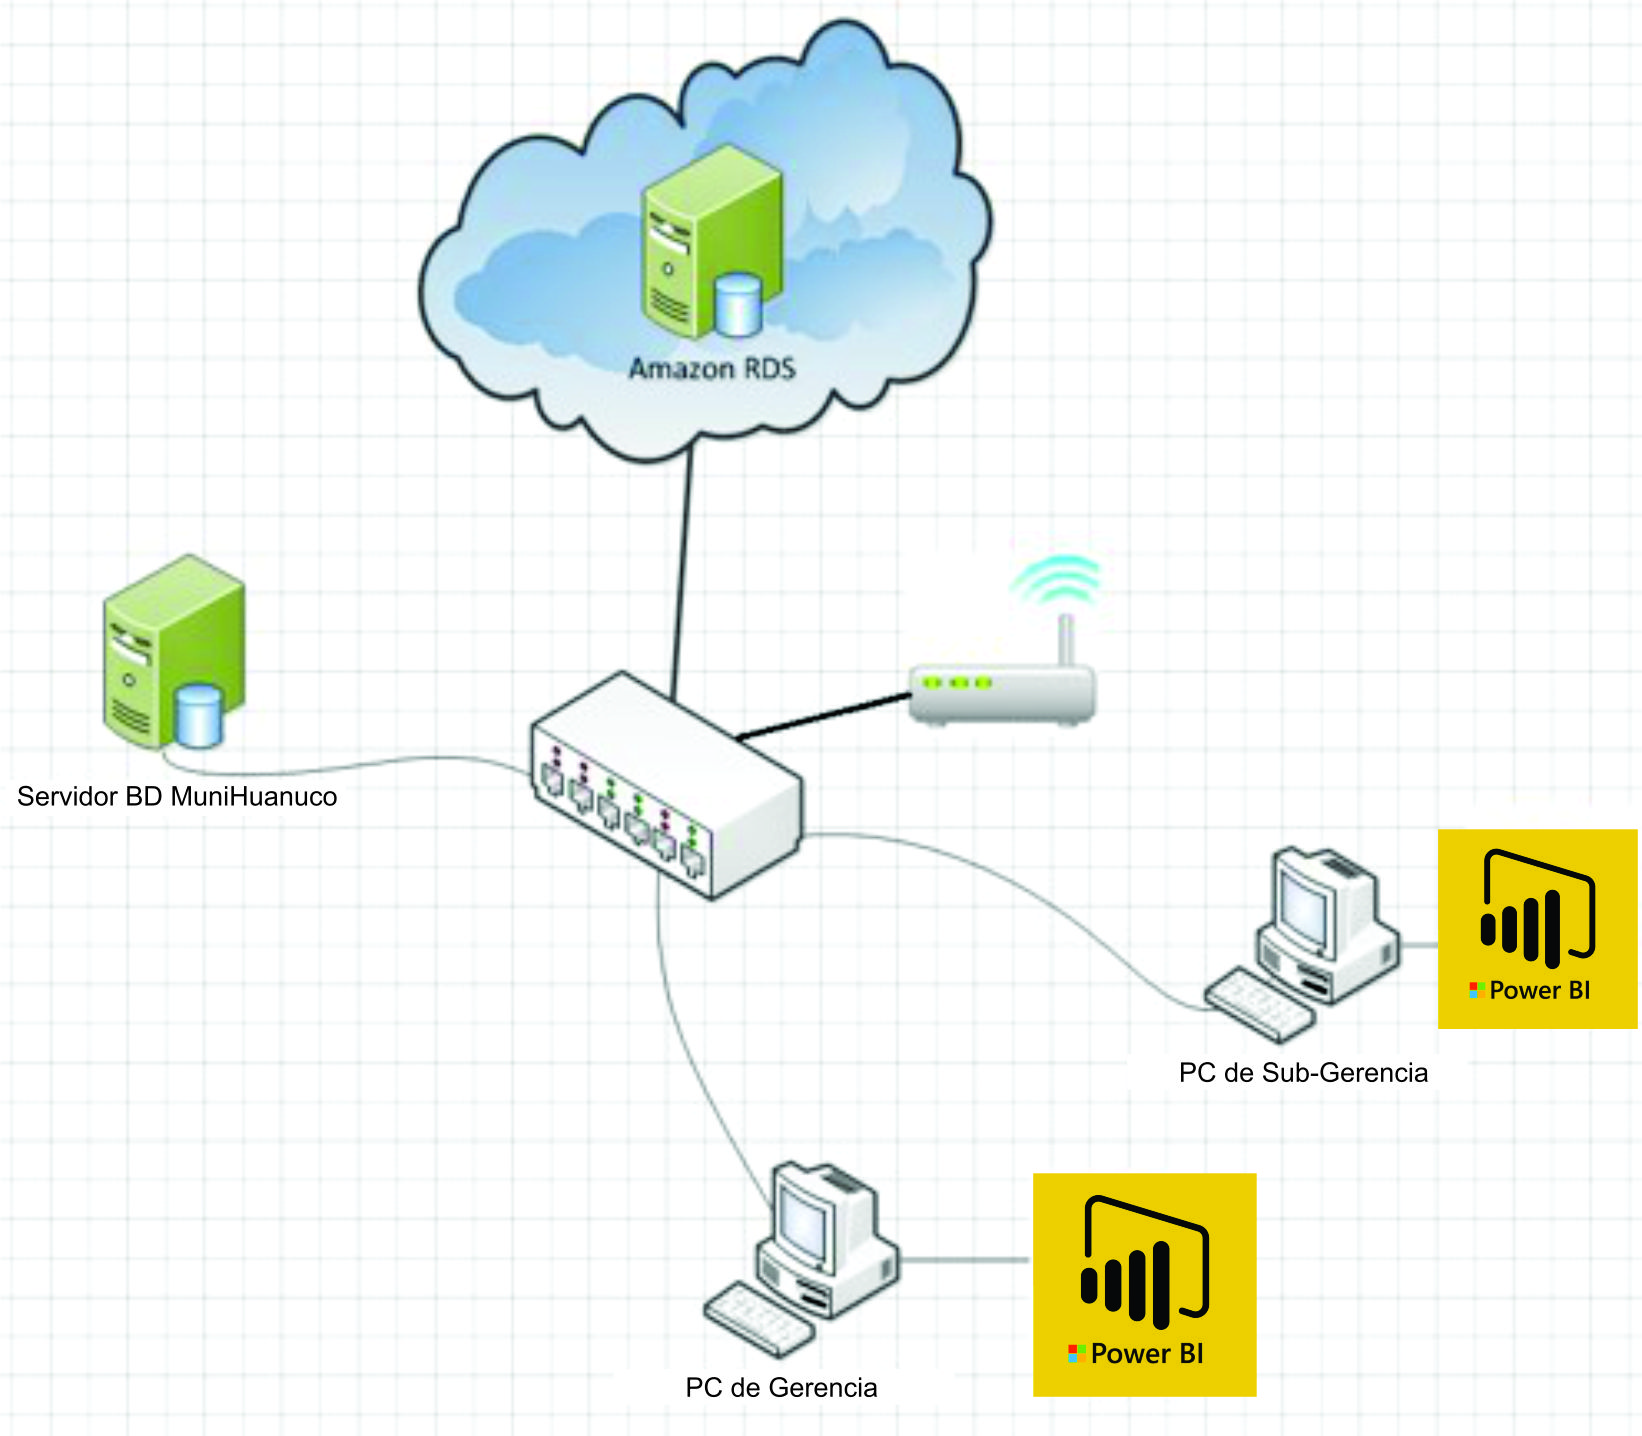 Amazon RDS
Servidor BD MuniHuanuco
Power BI
PC de Sub-Gerencia
Power BI
PC de Gerencia